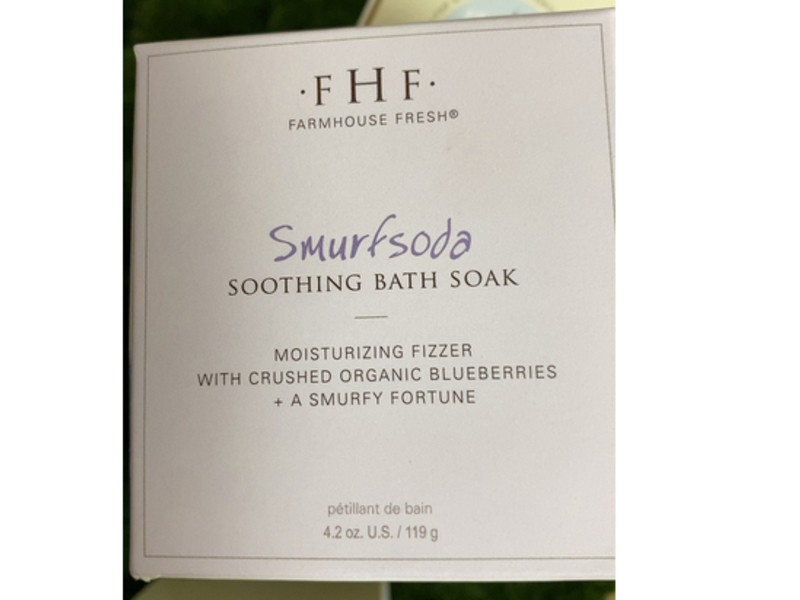 ·FHF·
FARMHOUSE FRESH®
Smurfsoda
SOOTHING BATH SOAK
MOISTURIZING FIZZER
WITH CRUSHED ORGANIC BLUEBERRIES
+ A SMURFY FORTUNE
pétillant de bain
4.2 oz. U.S. / 119 g